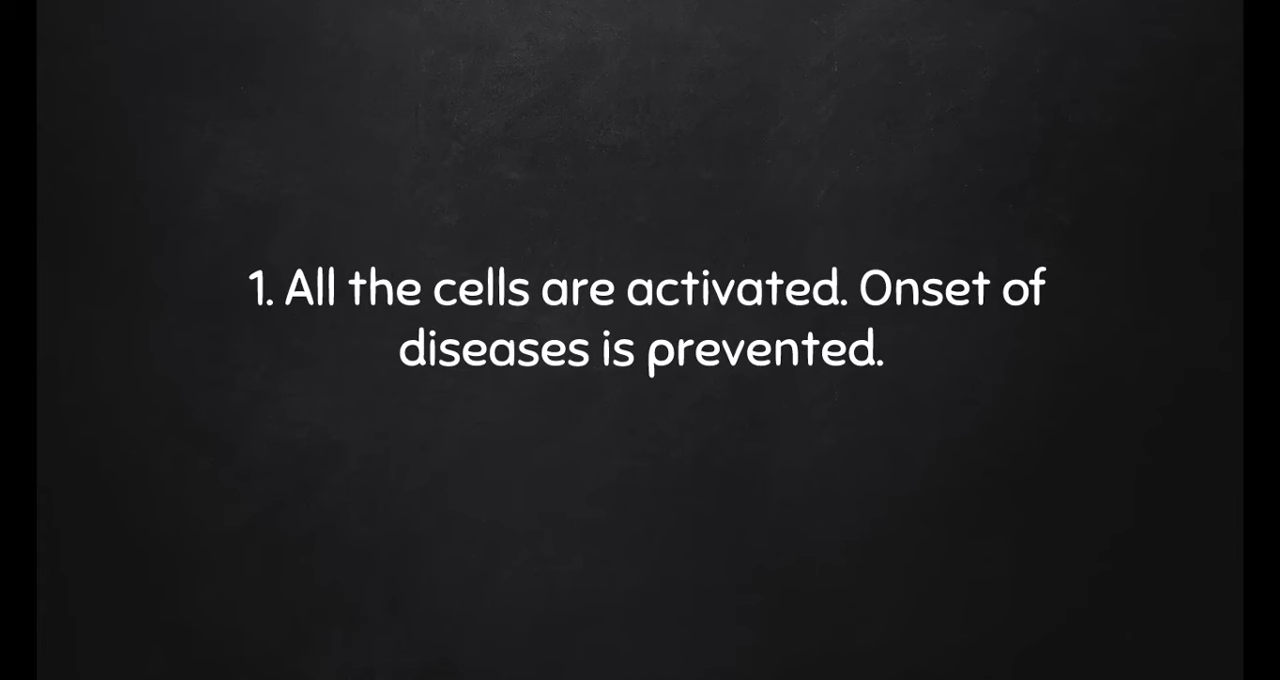 1. All the cells are activated. Onset of
diseases is prevented.